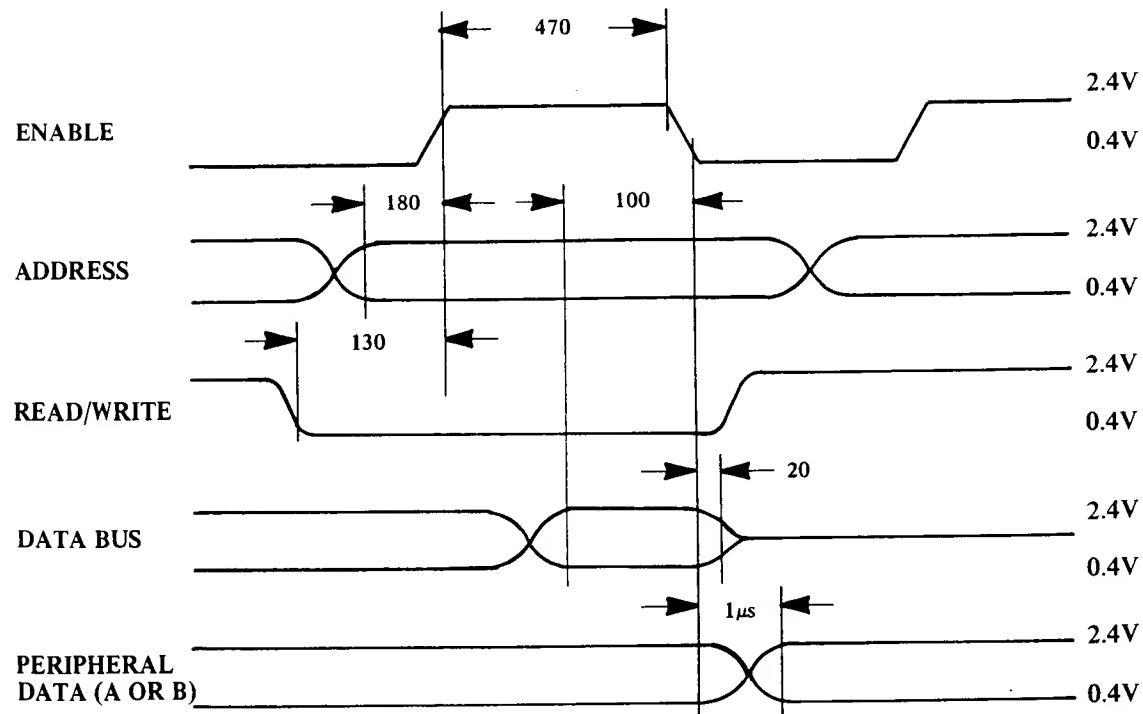 470
2.4V
ENABLE
0.4V
180
100
2.4V
ADDRESS
0.4V
130
2.4V
READ/WRITE
0.4V
20
2.4V
DATA BUS
0.4V
1µs
2.4V
PERIPHERAL
DATA (A OR B)
0.4V